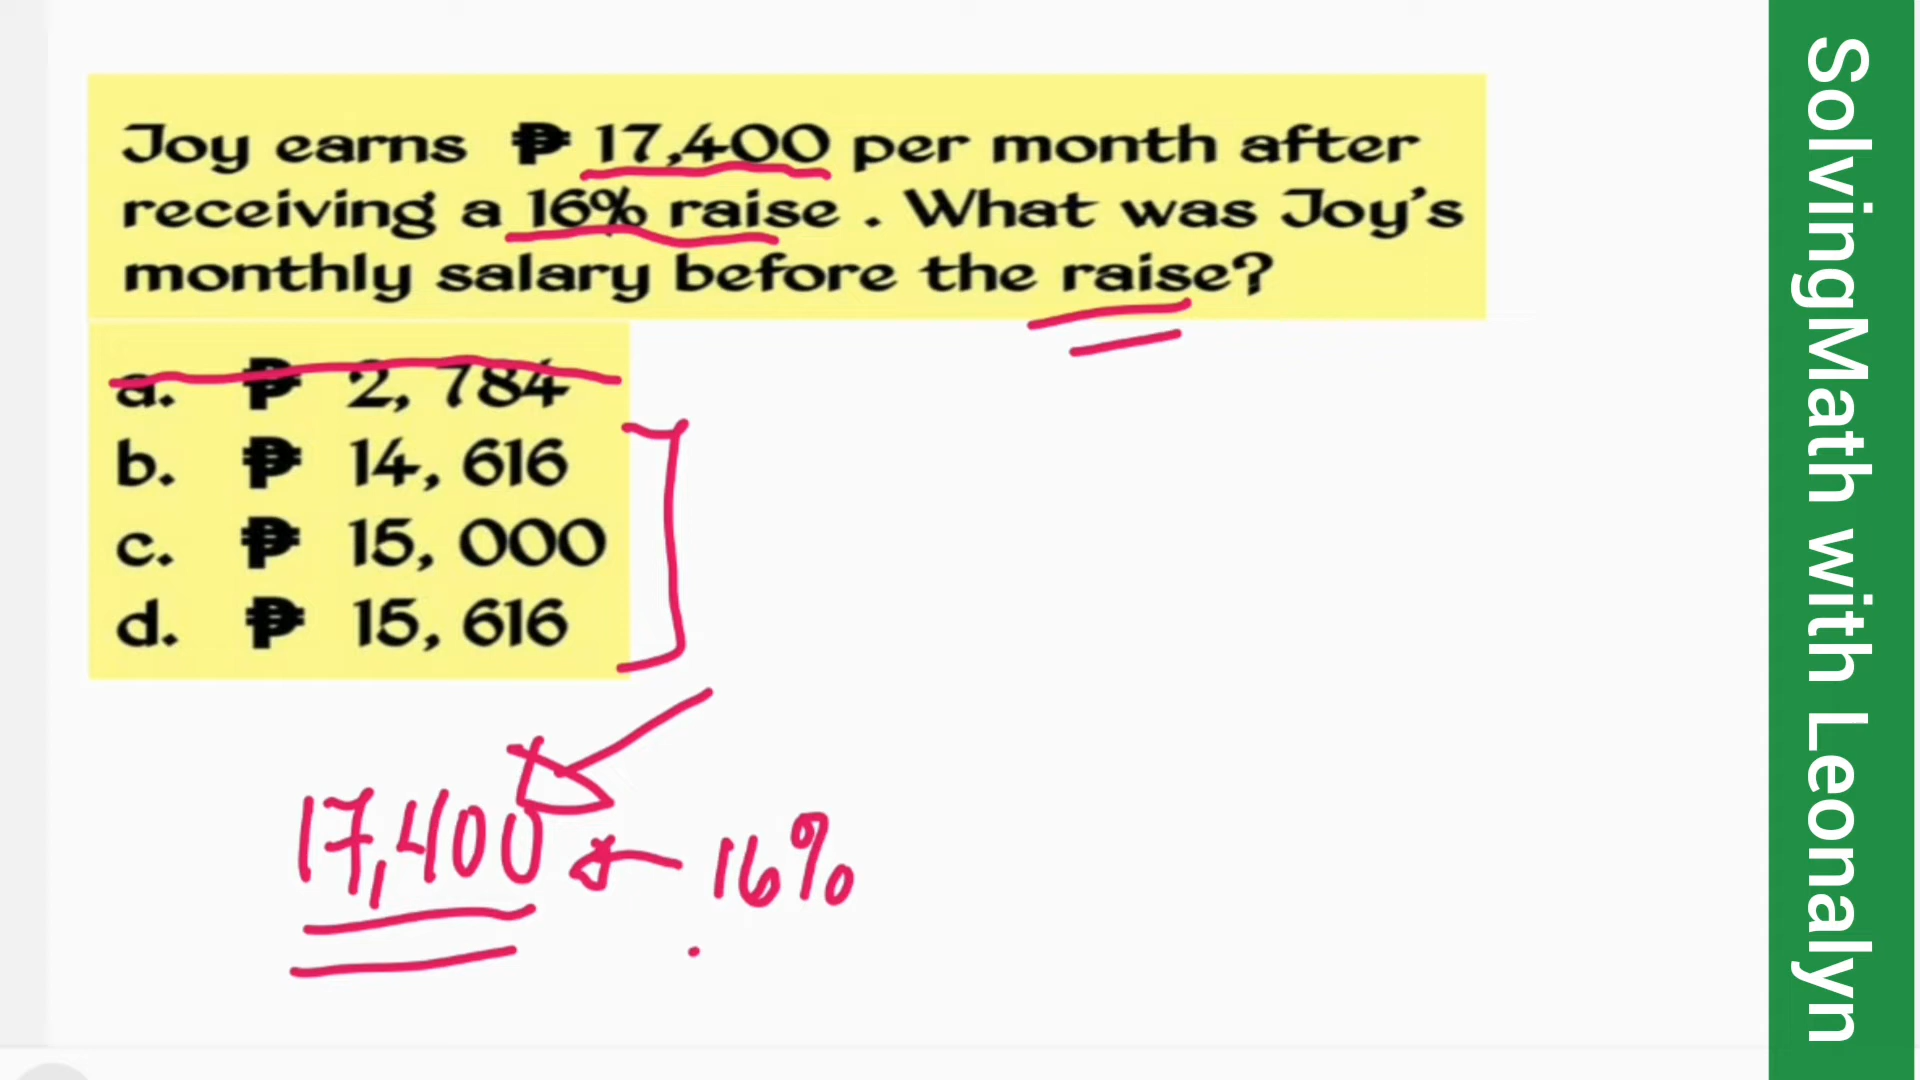 Joy earns ₱ 17,400 per month after
receiving a 16% raise . What was Joy's
monthly salary before the raise?
a. ₱ 2, 784
b. ₱ 14, 616
c. ₱ 15, 000
d. ₱ 15, 616
17,400
16%
SolvingMath with Leonalyn